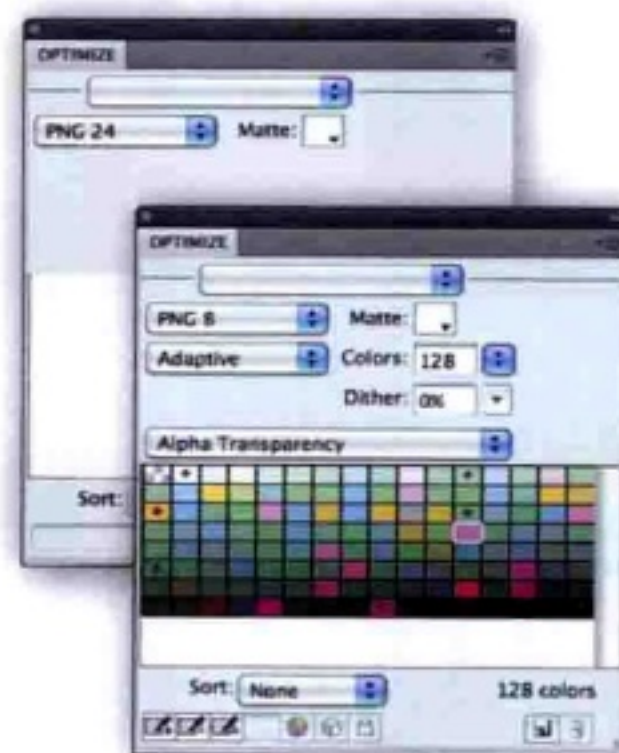 OPTIMIZE
PNG 24 Matte:
Sort:
OPTIMIZE
PNG 8 Matte:
Adaptive Colors: 128
Dither: 0%
Alpha Transparency
Sort: None 128 colors